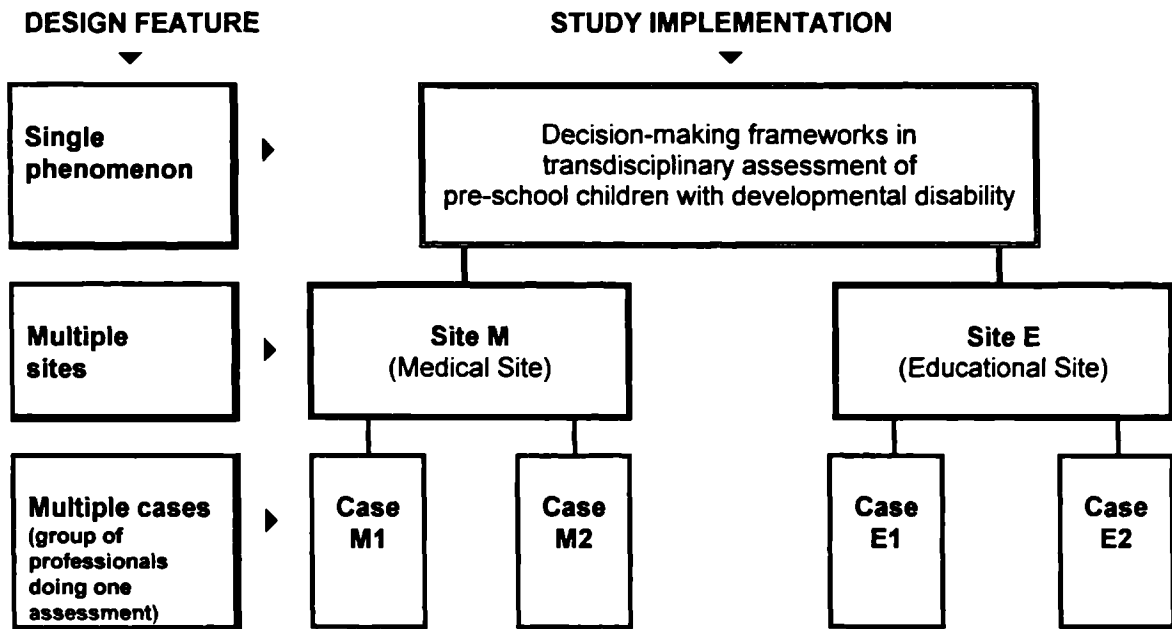 DESIGN FEATURE
STUDY IMPLEMENTATION
Single
phenomenon
Decision-making frameworks in
transdisciplinary assessment of
pre-school children with developmental disability
Multiple
sites
Site M
(Medical Site)
Site E
(Educational Site)
Multiple cases
(group of
professionals
doing one
assessment)
Case
M1
Case
M2
Case
E1
Case
E2